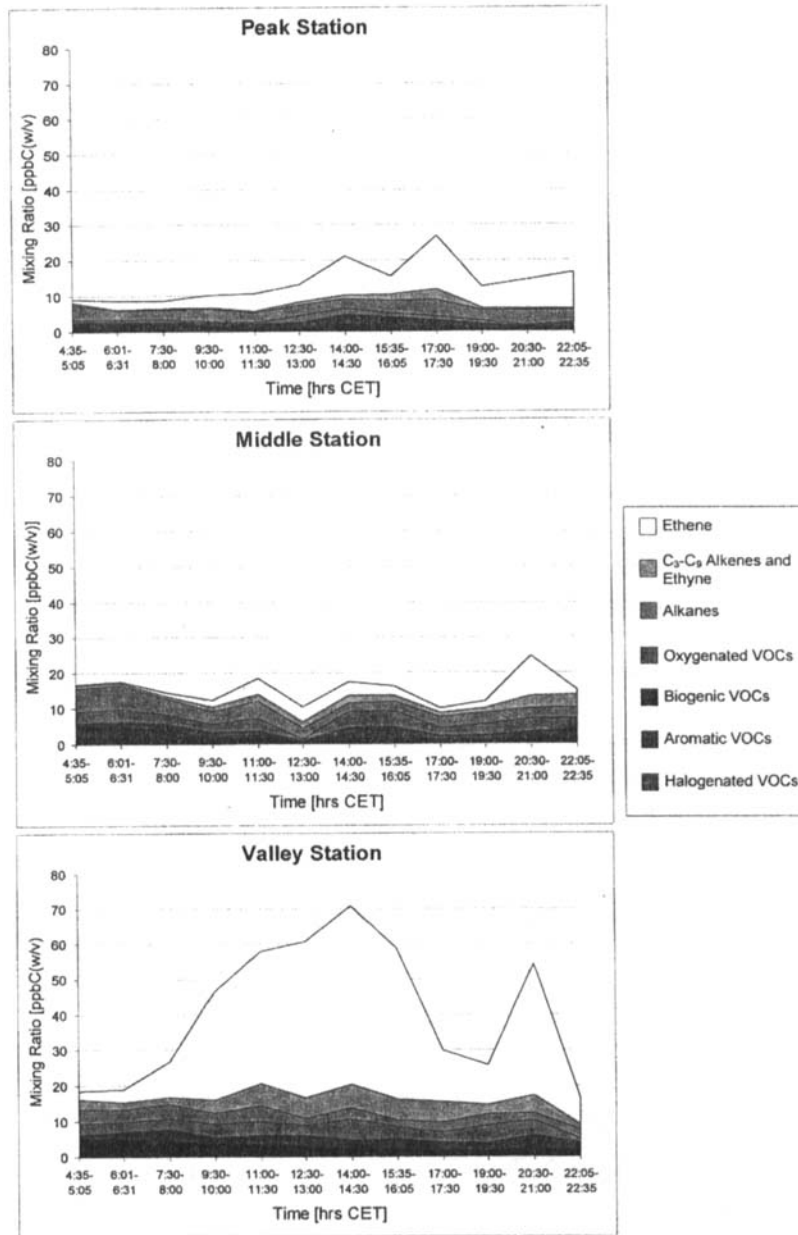 Peak Station
Mixing Ratio [ppbC(w/v)
80
70
60
50
40
30
20
10
0
4:35- 6:01- 7:30- 9:30- 11:00- 12:30- 14:00- 15:35- 17:00- 19:00- 20:30- 22:05-
5:05 6:31 8:00 10:00 11:30 13:00 14:30 16:05 17:30 19:30 21:00 22:35
Time [hrs CET]
Middle Station
Mixing Ratio [ppbC(w/v)]
80
70
60
50
40
30
20
10
0
4:35- 6:01- 7:30- 9:30- 11:00- 12:30- 14:00- 15:35- 17:00- 19:00- 20:30- 22:05-
5:05 6:31 8:00 10:00 11:30 13:00 14:30 16:05 17:30 19:30 21:00 22:35
Time [hrs CET]
Ethene
C₃-C₉ Alkenes and
Ethyne
Alkanes
Oxygenated VOCs
Biogenic VOCs
Aromatic VOCs
Halogenated VOCs
Valley Station
Mixing Ratio [ppbC(w/v)
80
70
60
50
40
30
20
10
0
4:35- 6:01- 7:30- 9:30- 11:00- 12:30- 14:00- 15:35- 17:00- 19:00- 20:30- 22:05-
5:05 6:31 8:00 10:00 11:30 13:00 14:30 16:05 17:30 19:30 21:00 22:35
Time [hrs CET]